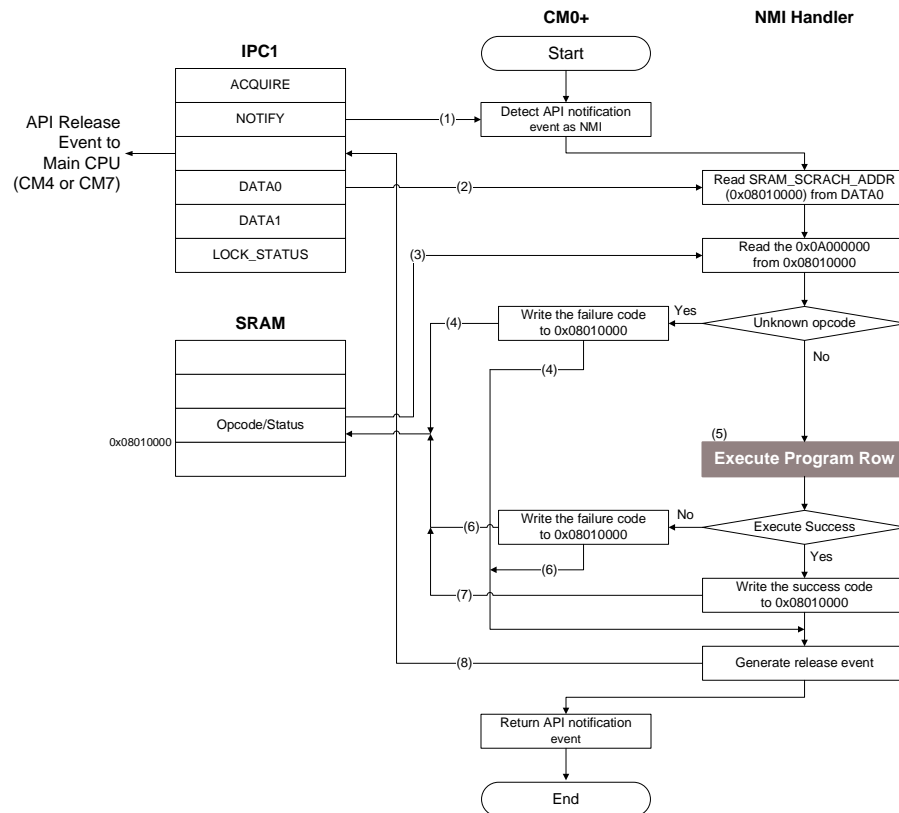 CM0+
NMI Handler
IPC1
Start
ACQUIRE
NOTIFY
(1)
Detect API notification
event as NMI
API Release
Event to
Main CPU
(CM4 or CM7)
DATA0
(2)
Read SRAM_SCRACH_ADDR
(0x08010000) from DATA0
DATA1
LOCK_STATUS
(3)
Read the 0x0A000000
from 0x08010000
SRAM
(4)
Write the failure code
to 0x08010000
Yes
Unknown opcode
No
(4)
Opcode/Status
0x08010000
(5)
Execute Program Row
(6)
Write the failure code
to 0x08010000
No
Execute Success
Yes
(6)
(7)
Write the success code
to 0x08010000
(8)
Generate release event
Return API notification
event
End